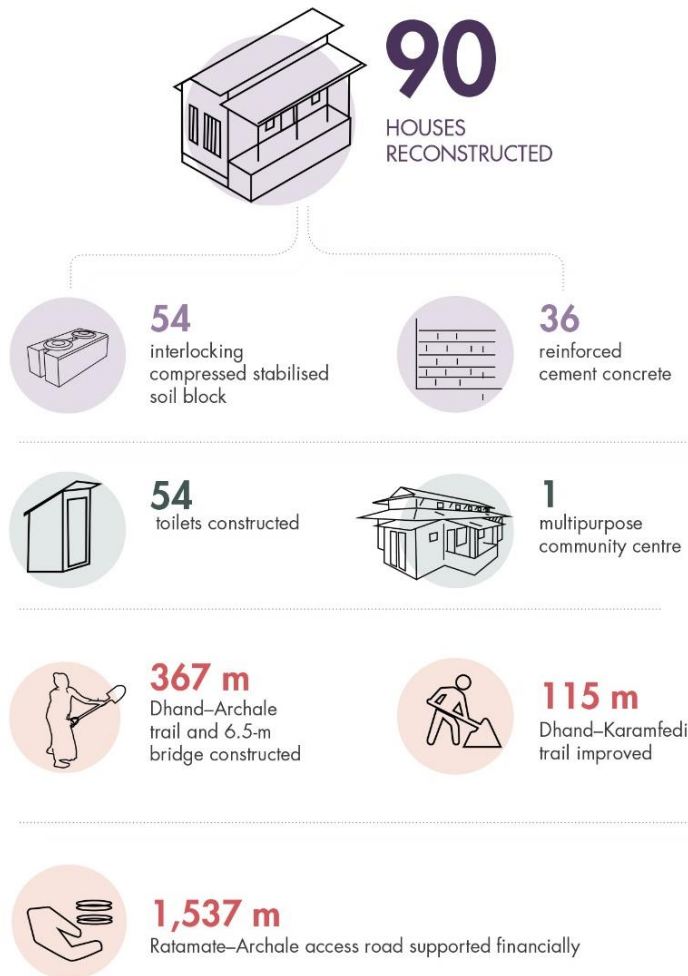 90
HOUSES
RECONSTRUCTED
54
interlocking
compressed stabilised
soil block
36
reinforced
cement concrete
54
toilets constructed
1
multipurpose
community centre
367 m
Dhand–Archale
trail and 6.5-m
bridge constructed
115 m
Dhand–Karamfedi
trail improved
1,537 m
Ratamate–Archale access road supported financially